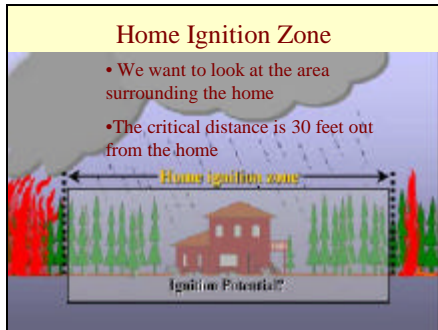 Home Ignition Zone
• We want to look at the area
surrounding the home
•The critical distance is 30 feet out
from the home
Home ignition zone
Ignition Potential?